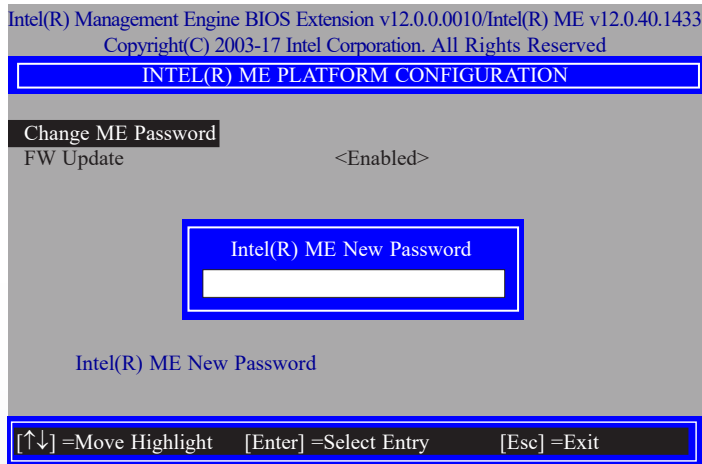 Intel(R) Management Engine BIOS Extension v12.0.0.0010/Intel(R) ME v12.0.40.1433
Copyright(C) 2003-17 Intel Corporation. All Rights Reserved
INTEL(R) ME PLATFORM CONFIGURATION
Change ME Password
FW Update <Enabled>
Intel(R) ME New Password
Intel(R) ME New Password
[↑↓] =Move Highlight [Enter] =Select Entry [Esc] =Exit